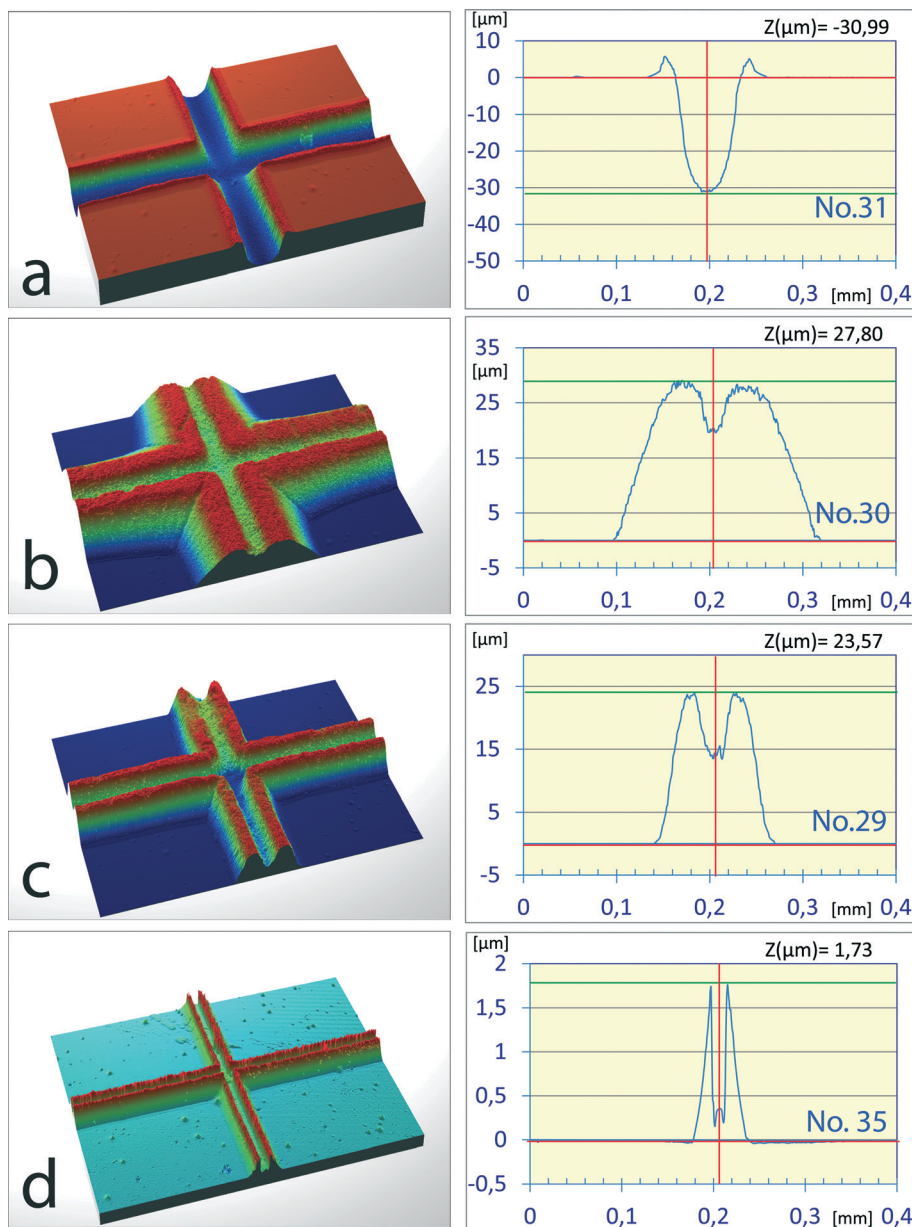 a
[µm]
Z(µm)= -30,99
10
0
-10
-20
-30
-40
-50
No.31
0 0,1 0,2 0,3 [mm] 0,4
b
Z(µm)= 27,80
35
[µm]
25
15
5
-5
No.30
0 0,1 0,2 0,3 [mm] 0,4
c
[µm]
Z(µm)= 23,57
25
15
5
-5
No.29
0 0,1 0,2 0,3 [mm] 0,4
d
[µm]
Z(µm)= 1,73
2
1,5
1
0,5
0
-0,5
No. 35
0 0,1 0,2 0,3 [mm] 0,4